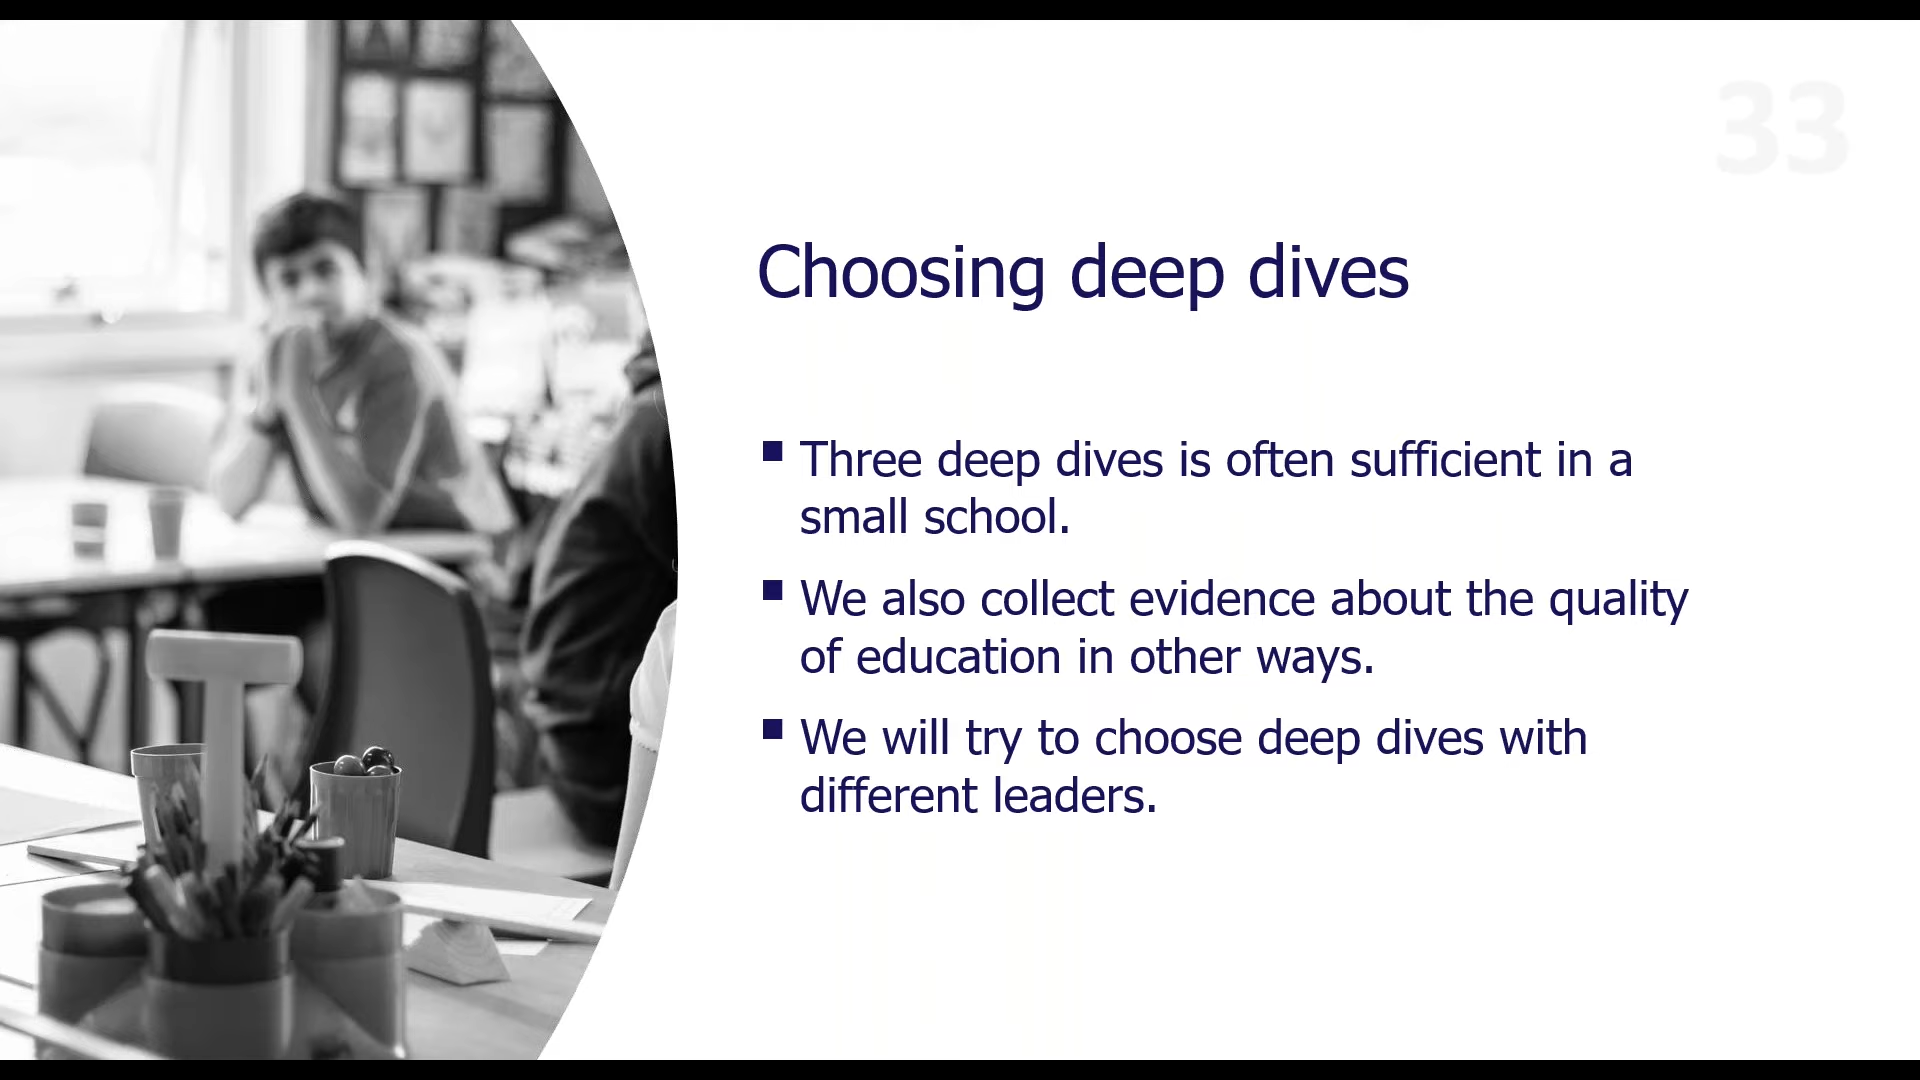 33
Choosing deep dives
▪ Three deep dives is often sufficient in a
small school.
▪ We also collect evidence about the quality
of education in other ways.
▪ We will try to choose deep dives with
different leaders.